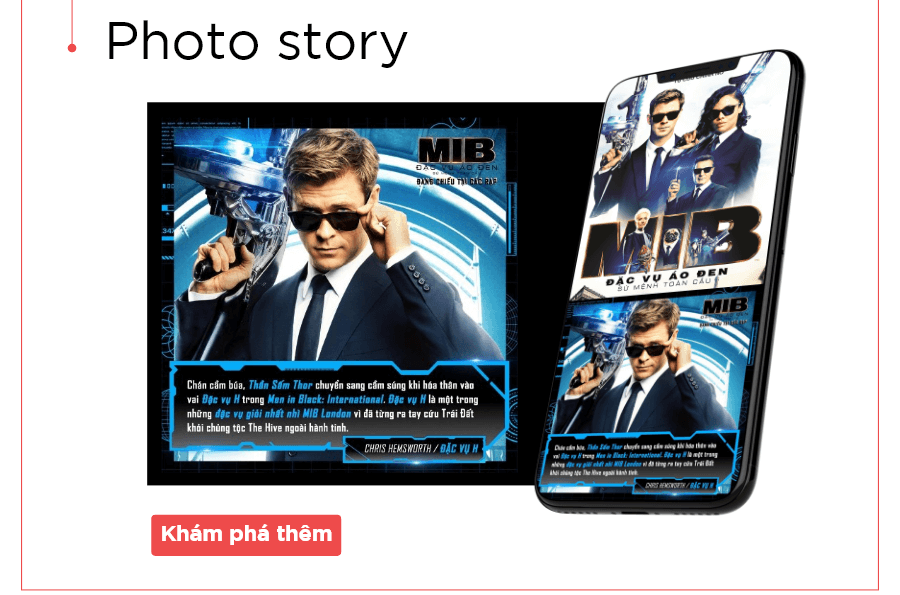 Photo story
MIB
ĐẶC VỤ ÁO ĐEN
ĐANG CHIẾU TẠI CÁC RẠP
Chán cầm búa, Thần Sấm Thor chuyển sang cầm súng khi hóa thân vào
vai Đặc vụ H trong Men in Black: International. Đặc vụ H là một trong
những đặc vụ giỏi nhất nhì MIB London vì đã từng ra tay cứu Trái Đất
khỏi chủng tộc The Hive ngoài hành tinh.
CHRIS HEMSWORTH / ĐẶC VỤ H
MIB
ĐẶC VỤ ÁO ĐEN
SỨ MỆNH TOÀN CẦU
MIB
Chán cầm búa, Thần Sấm Thor chuyển sang cầm súng khi hóa thân vào
vai Đặc vụ H trong Men in Black: International. Đặc vụ H là một trong
những đặc vụ giỏi nhất nhì MIB London vì đã từng ra tay cứu Trái Đất
khỏi chủng tộc The Hive ngoài hành tinh.
CHRIS HEMSWORTH / ĐẶC VỤ H
Khám phá thêm